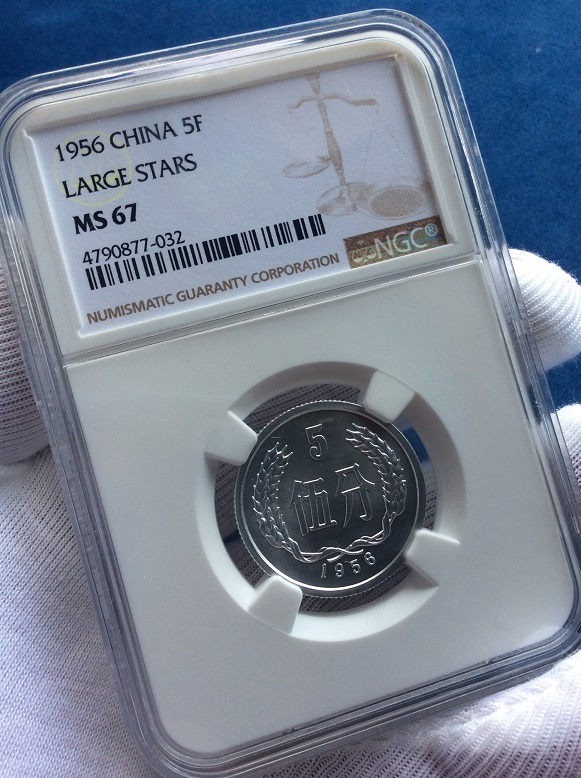 1956 CHINA 5F
LARGE STARS
MS 67
4790877-032
NGC®
NUMISMATIC GUARANTY CORPORATION
5
伍分
1956